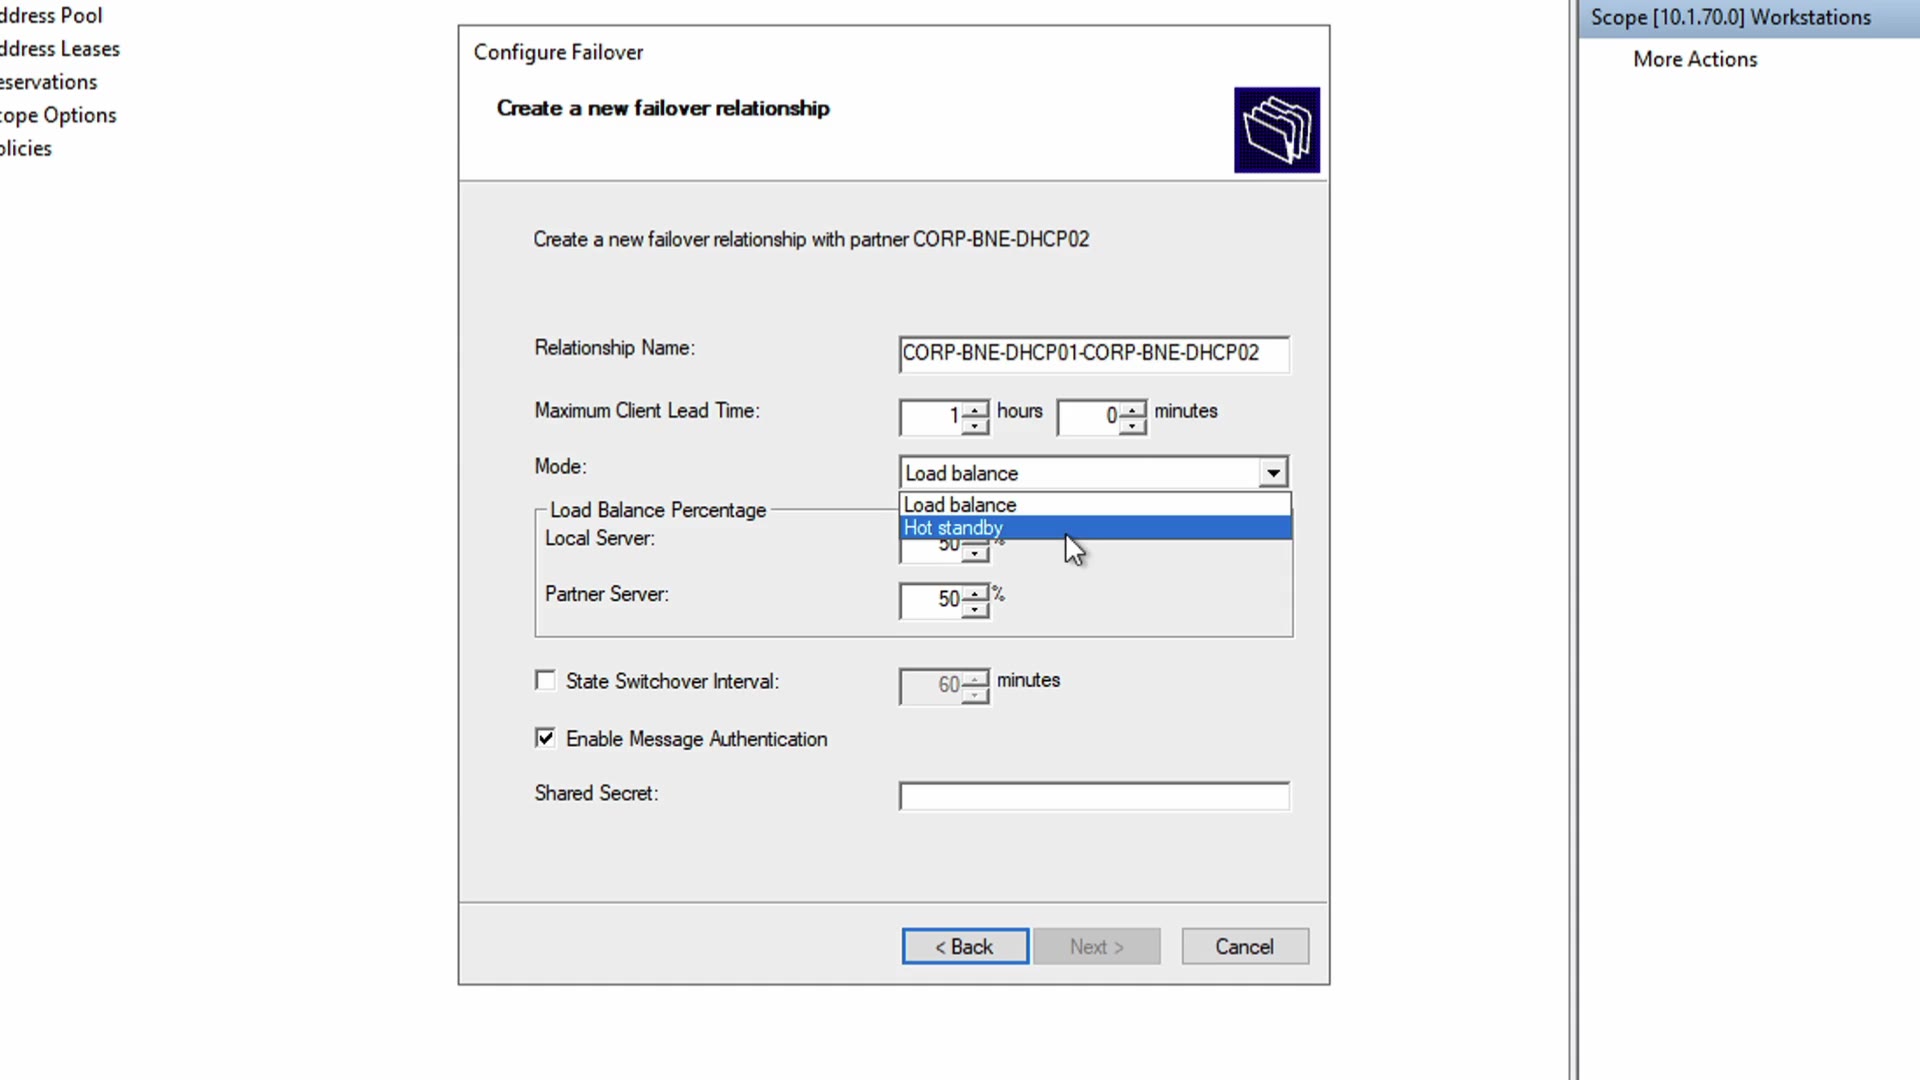 ddress Pool
ddress Leases
eservations
cope Options
olicies
Configure Failover
Create a new failover relationship
Create a new failover relationship with partner CORP-BNE-DHCP02
Relationship Name:
CORP-BNE-DHCP01-CORP-BNE-DHCP02
Maximum Client Lead Time:
1 hours 0 minutes
Mode:
Load balance
Load balance
Hot standby
Load Balance Percentage
Local Server:
50 %
Partner Server:
50 %
State Switchover Interval:
60 minutes
Enable Message Authentication
Shared Secret:
< Back
Next >
Cancel
Scope [10.1.70.0] Workstations
More Actions